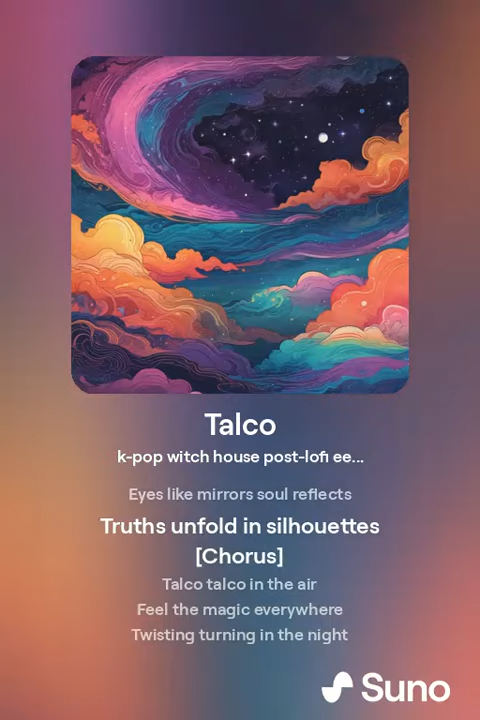 Talco
k-pop witch house post-lofi ee...
Eyes like mirrors soul reflects
Truths unfold in silhouettes
[Chorus]
Talco talco in the air
Feel the magic everywhere
Twisting turning in the night
Suno